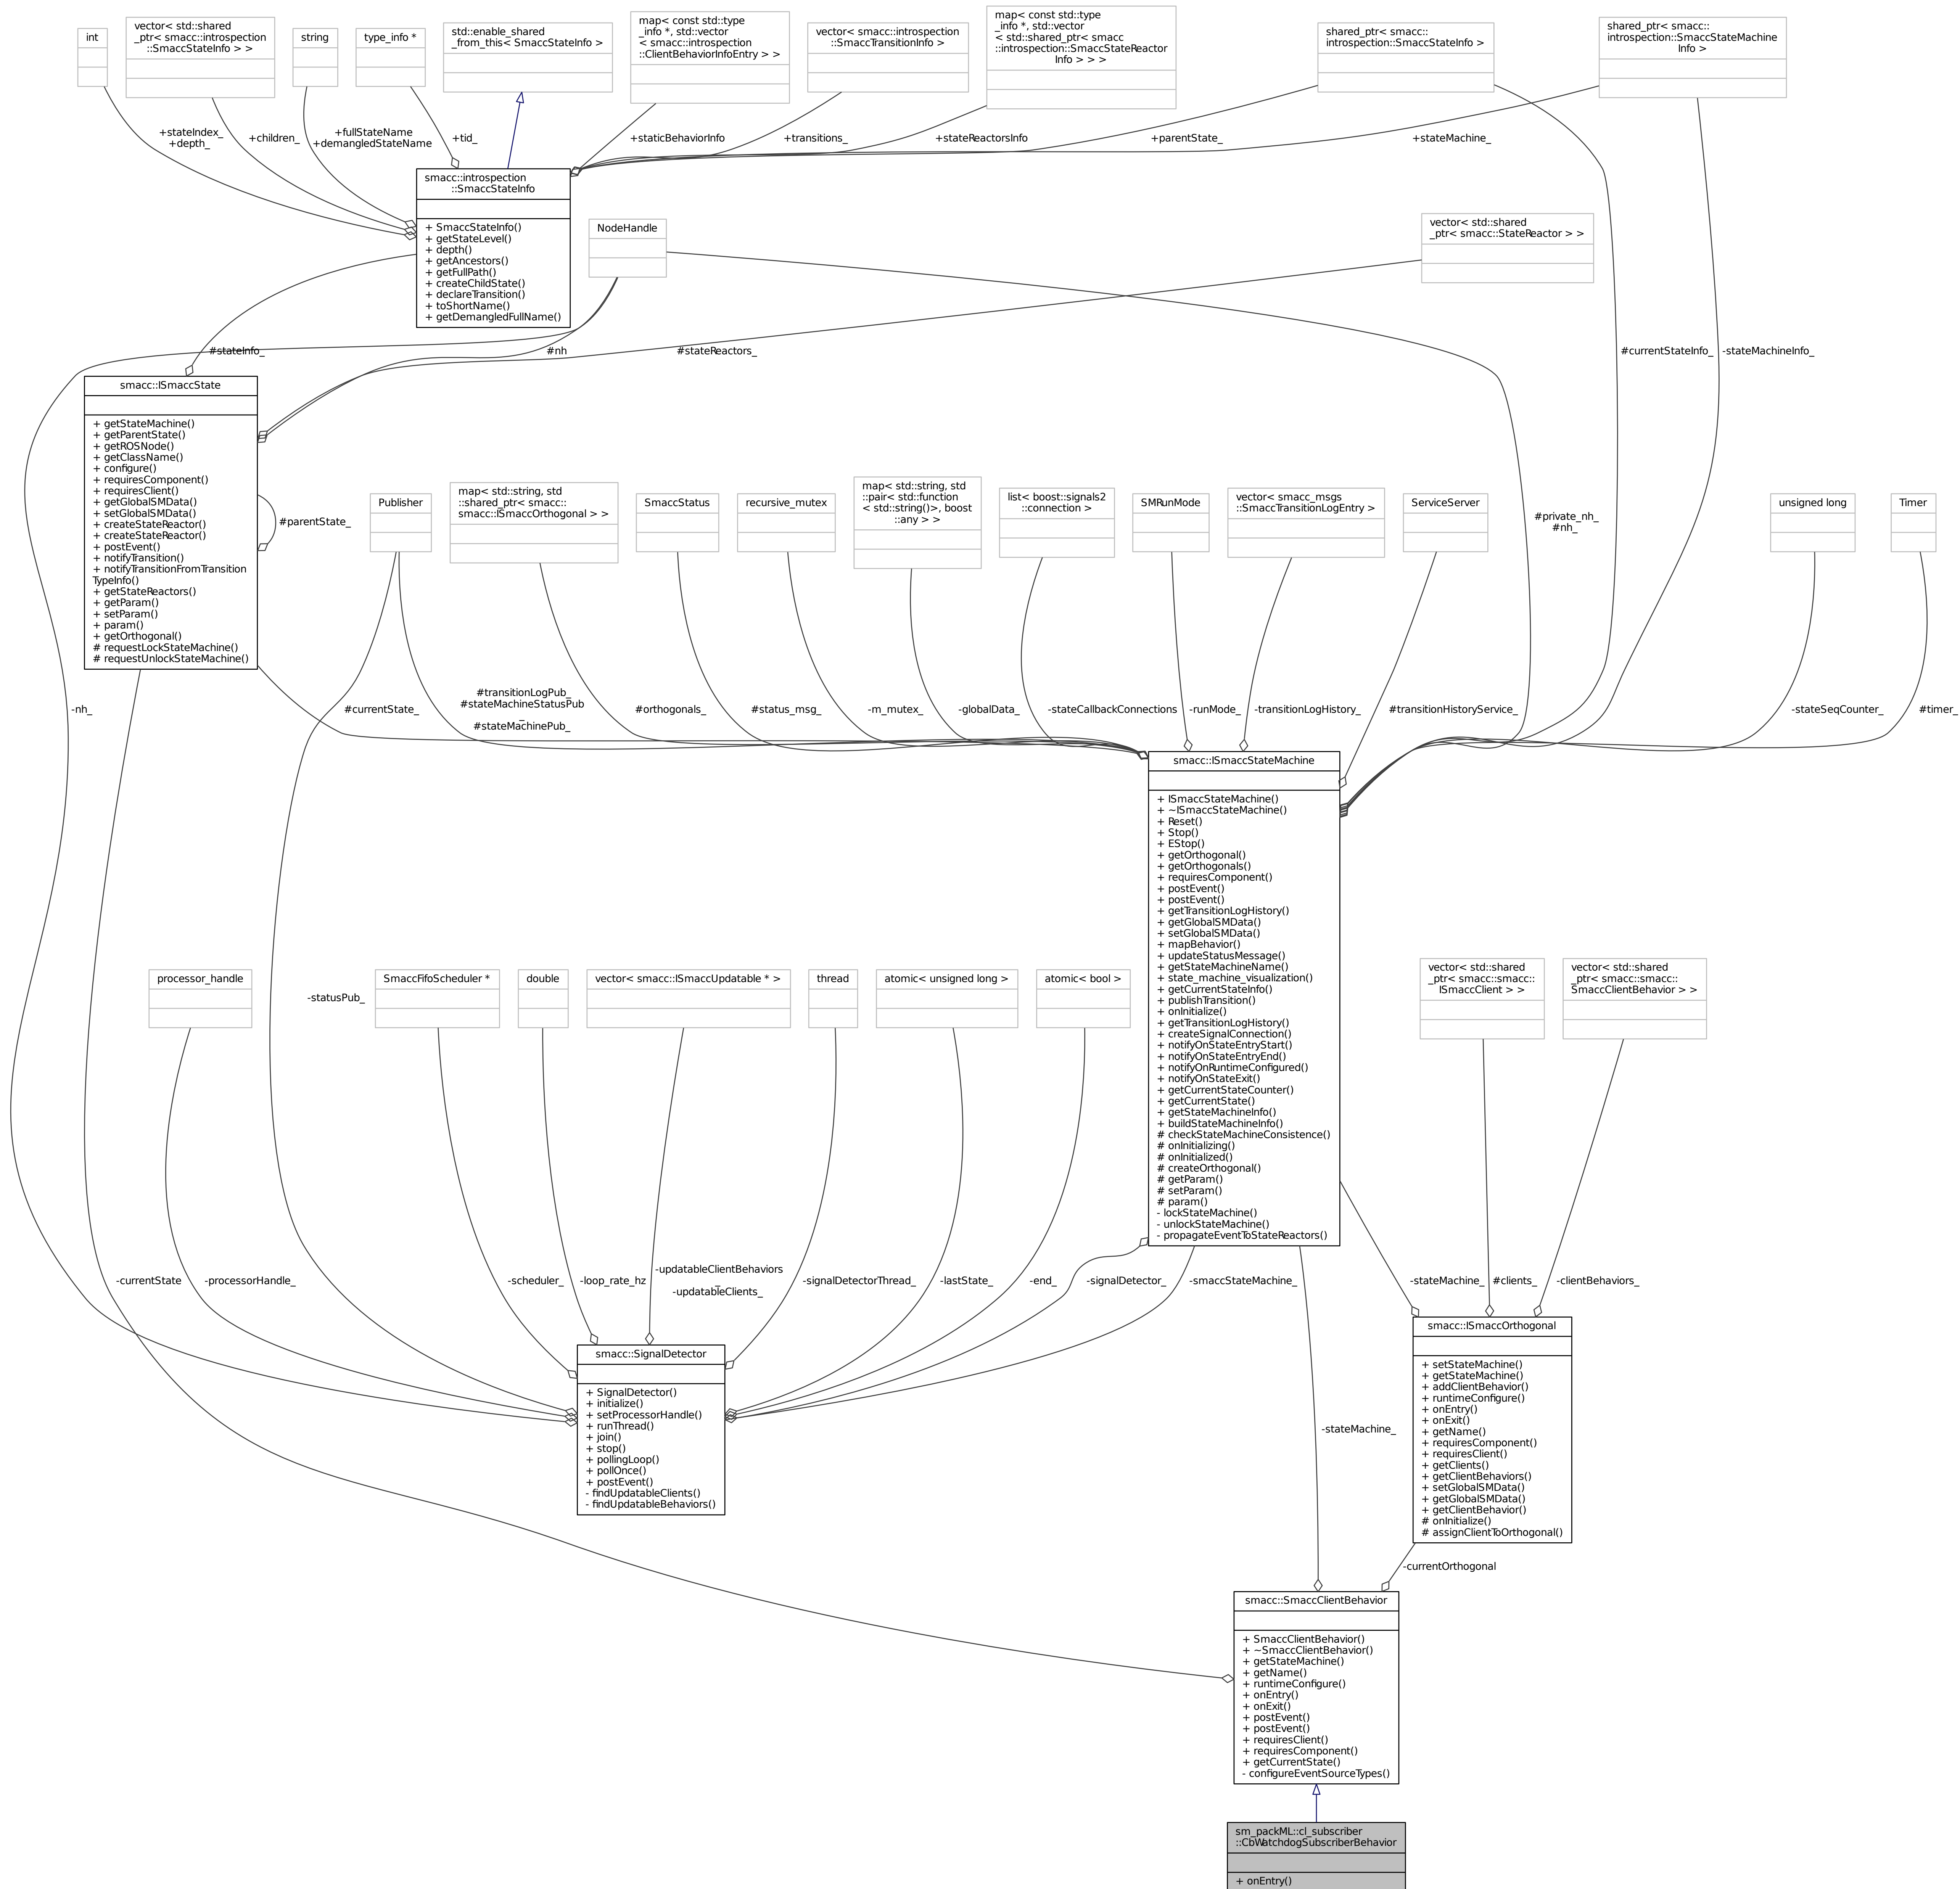 int
vector< std::shared
_ptr< smacc::introspection
::SmaccStateInfo > >
string
type_info *
std::enable_shared
_from_this< SmaccStateInfo >
map< const std::type
_info *, std::vector
< smacc::introspection
::ClientBehaviorInfoEntry > >
vector< smacc::introspection
::SmaccTransitionInfo >
map< const std::type
_info *, std::vector
< std::shared_ptr< smacc
::introspection::SmaccStateReactor
Info > > >
shared_ptr< smacc::
introspection::SmaccStateInfo >
shared_ptr< smacc::
introspection::SmaccStateMachine
Info >
+stateIndex_
+depth_
+children_
+fullStateName
+demangledStateName
+tid_
+staticBehaviorInfo
+transitions_
+stateReactorsInfo
+parentState_
+stateMachine_
smacc::introspection
::SmaccStateInfo
+ SmaccStateInfo()
+ getStateLevel()
+ depth()
+ getAncestors()
+ getFullPath()
+ createChildState()
+ declareTransition()
+ toShortName()
+ getDemangledFullName()
NodeHandle
vector< std::shared
_ptr< smacc::StateReactor > >
#stateInfo_
#nh
#stateReactors_
#currentStateInfo_
-stateMachineInfo_
smacc::ISmaccState
+ getStateMachine()
+ getParentState()
+ getROSNode()
+ getClassName()
+ configure()
+ requiresComponent()
+ requiresClient()
+ getGlobalSMData()
+ setGlobalSMData()
+ createStateReactor()
+ createStateReactor()
+ postEvent()
+ notifyTransition()
+ notifyTransitionFromTransition
TypeInfo()
+ getStateReactors()
+ getParam()
+ setParam()
+ param()
+ getOrthogonal()
# requestLockStateMachine()
# requestUnlockStateMachine()
#parentState_
Publisher
map< std::string, std
::shared_ptr< smacc::
smacc::ISmaccOrthogonal > >
SmaccStatus
recursive_mutex
map< std::string, std
::pair< std::function
< std::string()>, boost
::any > >
list< boost::signals2
::connection >
SMRunMode
vector< smacc_msgs
::SmaccTransitionLogEntry >
ServiceServer
#private_nh_
#nh_
unsigned long
Timer
-nh_
#currentState_
#transitionLogPub_
#stateMachineStatusPub
_
#stateMachinePub_
#orthogonals_
#status_msg_
-m_mutex_
-globalData_
-stateCallbackConnections
-runMode_
-transitionLogHistory_
#transitionHistoryService_
-stateSeqCounter_
#timer_
smacc::ISmaccStateMachine
+ ISmaccStateMachine()
+ ~ISmaccStateMachine()
+ Reset()
+ Stop()
+ EStop()
+ getOrthogonal()
+ getOrthogonals()
+ requiresComponent()
+ postEvent()
+ postEvent()
+ getTransitionLogHistory()
+ getGlobalSMData()
+ setGlobalSMData()
+ mapBehavior()
+ updateStatusMessage()
+ getStateMachineName()
+ state_machine_visualization()
+ getCurrentStateInfo()
+ publishTransition()
+ onInitialize()
+ getTransitionLogHistory()
+ createSignalConnection()
+ notifyOnStateEntryStart()
+ notifyOnStateEntryEnd()
+ notifyOnRuntimeConfigured()
+ notifyOnStateExit()
+ getCurrentStateCounter()
+ getCurrentState()
+ getStateMachineInfo()
+ buildStateMachineInfo()
# checkStateMachineConsistence()
# onInitializing()
# onInitialized()
# createOrthogonal()
# getParam()
# setParam()
# param()
- lockStateMachine()
- unlockStateMachine()
- propagateEventToStateReactors()
processor_handle
-statusPub_
SmaccFifoScheduler *
double
vector< smacc::ISmaccUpdatable * >
thread
atomic< unsigned long >
atomic< bool >
vector< std::shared
_ptr< smacc::smacc::
ISmaccClient > >
vector< std::shared
_ptr< smacc::smacc::
SmaccClientBehavior > >
-currentState
-processorHandle_
-scheduler_
-loop_rate_hz
-updatableClientBehaviors
_
-updatableClients_
-signalDetectorThread_
-lastState_
-end_
-signalDetector_
-smaccStateMachine_
-stateMachine_
#clients_
-clientBehaviors_
smacc::SignalDetector
+ SignalDetector()
+ initialize()
+ setProcessorHandle()
+ runThread()
+ join()
+ stop()
+ pollingLoop()
+ pollOnce()
+ postEvent()
- findUpdatableClients()
- findUpdatableBehaviors()
-stateMachine_
smacc::ISmaccOrthogonal
+ setStateMachine()
+ getStateMachine()
+ addClientBehavior()
+ runtimeConfigure()
+ onEntry()
+ onExit()
+ getName()
+ requiresComponent()
+ requiresClient()
+ getClients()
+ getClientBehaviors()
+ setGlobalSMData()
+ getGlobalSMData()
+ getClientBehavior()
# onInitialize()
# assignClientToOrthogonal()
-currentOrthogonal
smacc::SmaccClientBehavior
+ SmaccClientBehavior()
+ ~SmaccClientBehavior()
+ getStateMachine()
+ getName()
+ runtimeConfigure()
+ onEntry()
+ onExit()
+ postEvent()
+ postEvent()
+ requiresClient()
+ requiresComponent()
+ getCurrentState()
- configureEventSourceTypes()
sm_packML::cl_subscriber
::CbWatchdogSubscriberBehavior
+ onEntry()